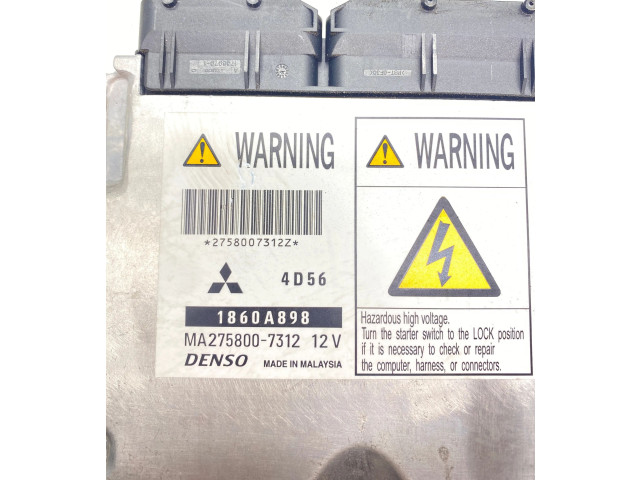 WARNING
*2758007312Z*
4D56
1860A898
MA275800-7312 12V
DENSO MADE IN MALAYSIA
WARNING
Hazardous high voltage.
Turn the starter switch to the LOCK position
if it is necessary to check or repair
the computer, harness, or connectors.